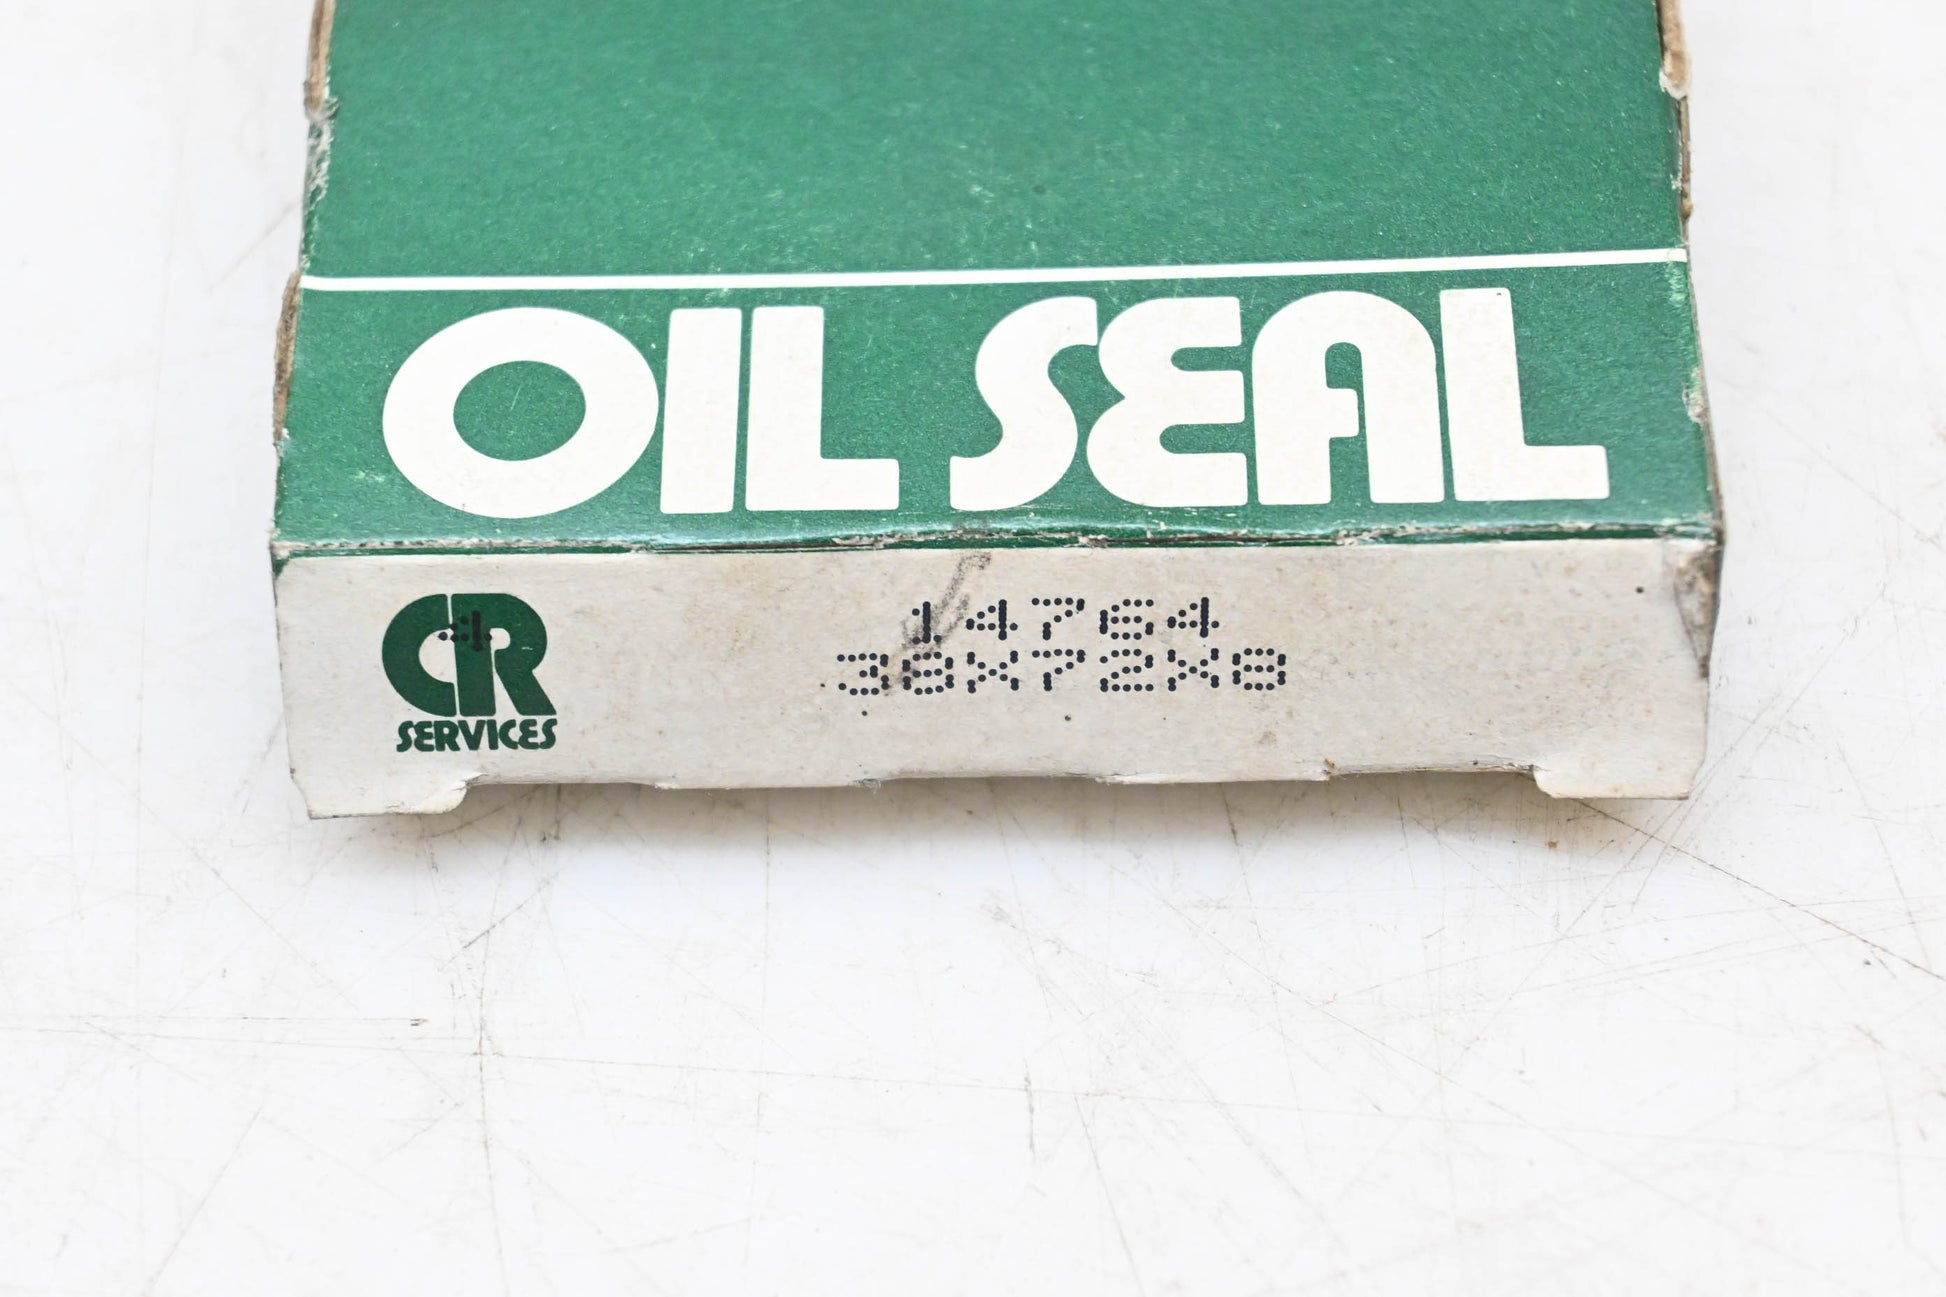 OIL SEAL
CR
SERVICES
14764
38X72X8